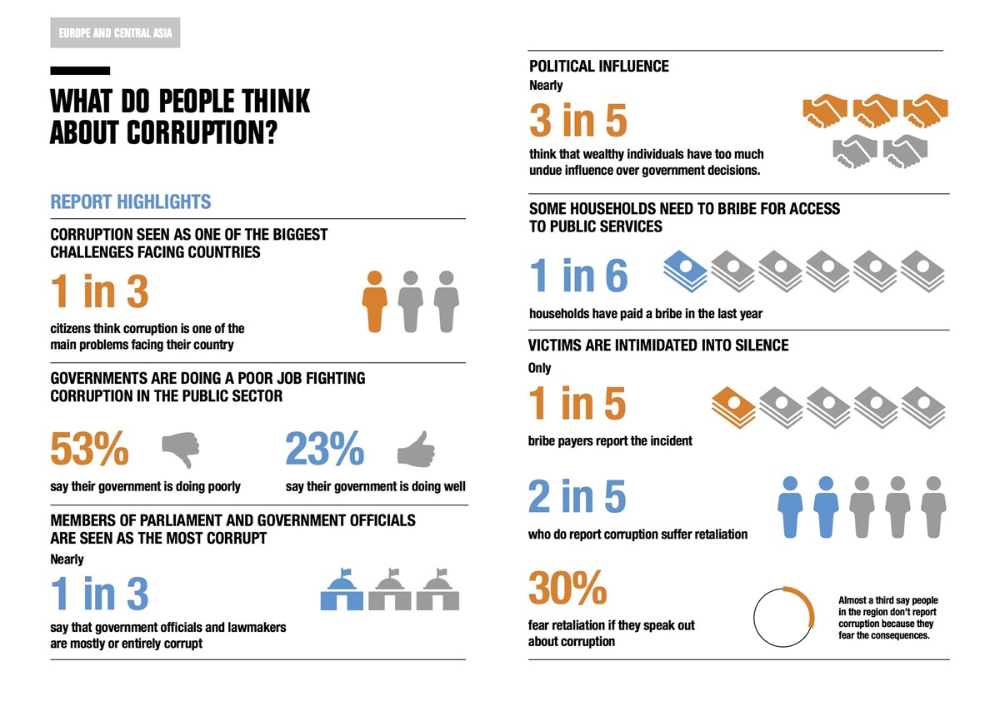 EUROPE AND CENTRAL ASIA
WHAT DO PEOPLE THINK
ABOUT CORRUPTION?
REPORT HIGHLIGHTS
CORRUPTION SEEN AS ONE OF THE BIGGEST
CHALLENGES FACING COUNTRIES
1 in 3
citizens think corruption is one of the
main problems facing their country
GOVERNMENTS ARE DOING A POOR JOB FIGHTING
CORRUPTION IN THE PUBLIC SECTOR
53%
say their government is doing poorly
23%
say their government is doing well
MEMBERS OF PARLIAMENT AND GOVERNMENT OFFICIALS
ARE SEEN AS THE MOST CORRUPT
Nearly
1 in 3
say that government officials and lawmakers
are mostly or entirely corrupt
POLITICAL INFLUENCE
Nearly
3 in 5
think that wealthy individuals have too much
undue influence over government decisions.
SOME HOUSEHOLDS NEED TO BRIBE FOR ACCESS
TO PUBLIC SERVICES
1 in 6
households have paid a bribe in the last year
VICTIMS ARE INTIMIDATED INTO SILENCE
Only
1 in 5
bribe payers report the incident
2 in 5
who do report corruption suffer retaliation
30%
fear retaliation if they speak out
about corruption
Almost a third say people
in the region don't report
corruption because they
fear the consequences.